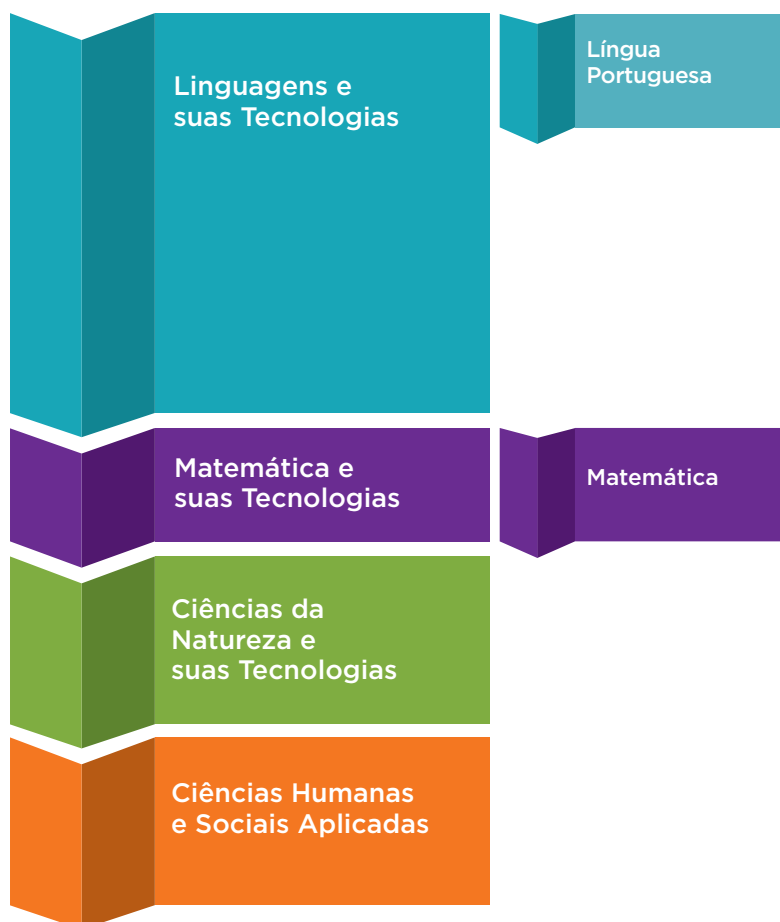 Linguagens e
suas Tecnologias
Língua
Portuguesa
Matemática e
suas Tecnologias
Matemática
Ciências da
Natureza e
suas Tecnologias
Ciências Humanas
e Sociais Aplicadas